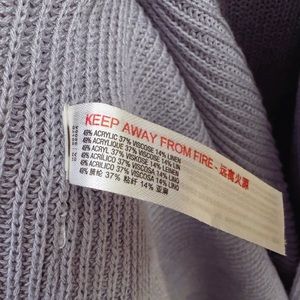 KEEP AWAY FROM FIRE - 远离火源
49% ACRYLIC 37% VISCOSE 14% LINEN
49% ACRYLIQUE 37% VISCOSE 14% LIN
49% ACRYL 37% VISKOSE 14% LEINEN
49% ACRÍLICO 37% VISCOSA 14% LINO
49% ACRILICO 37% VISCOSA 14% LINO
49% 腈纶 37% 粘纤 14% 亚麻